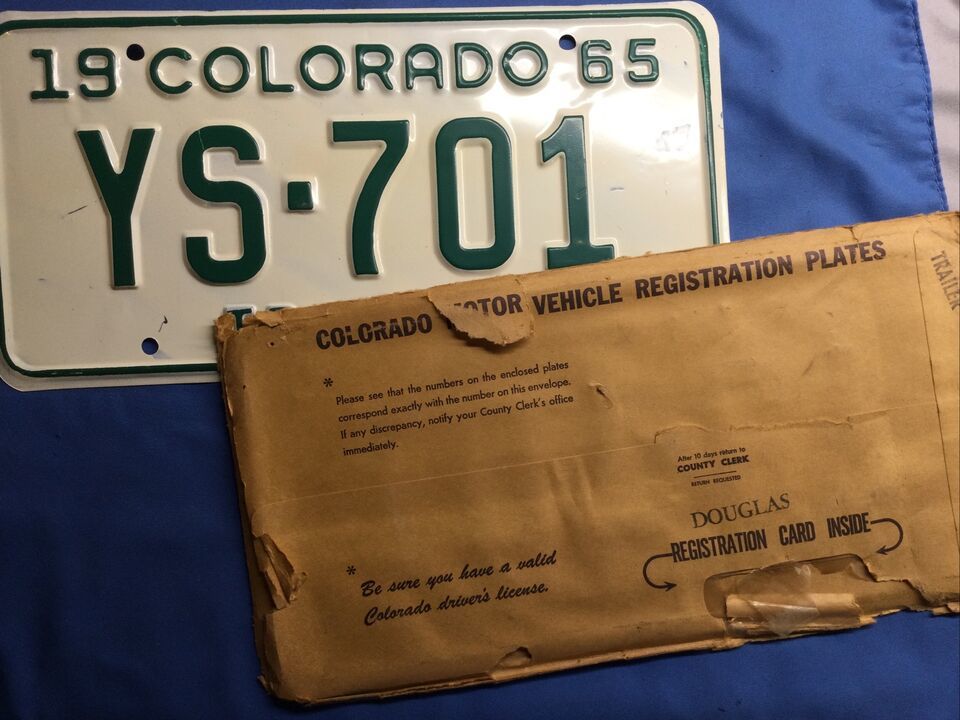 19 COLORADO 65
YS·701
COLORADO VEHICLE REGISTRATION PLATES
TRAILER
* Please see that the numbers on the enclosed plates
correspond exactly with the number on this envelope.
If any discrepancy, notify your County Clerk's office
immediately.
After 10 days return to
COUNTY CLERK
RETURN REQUESTED
DOUGLAS
REGISTRATION CARD INSIDE
* Be sure you have a valid
Colorado driver's license.